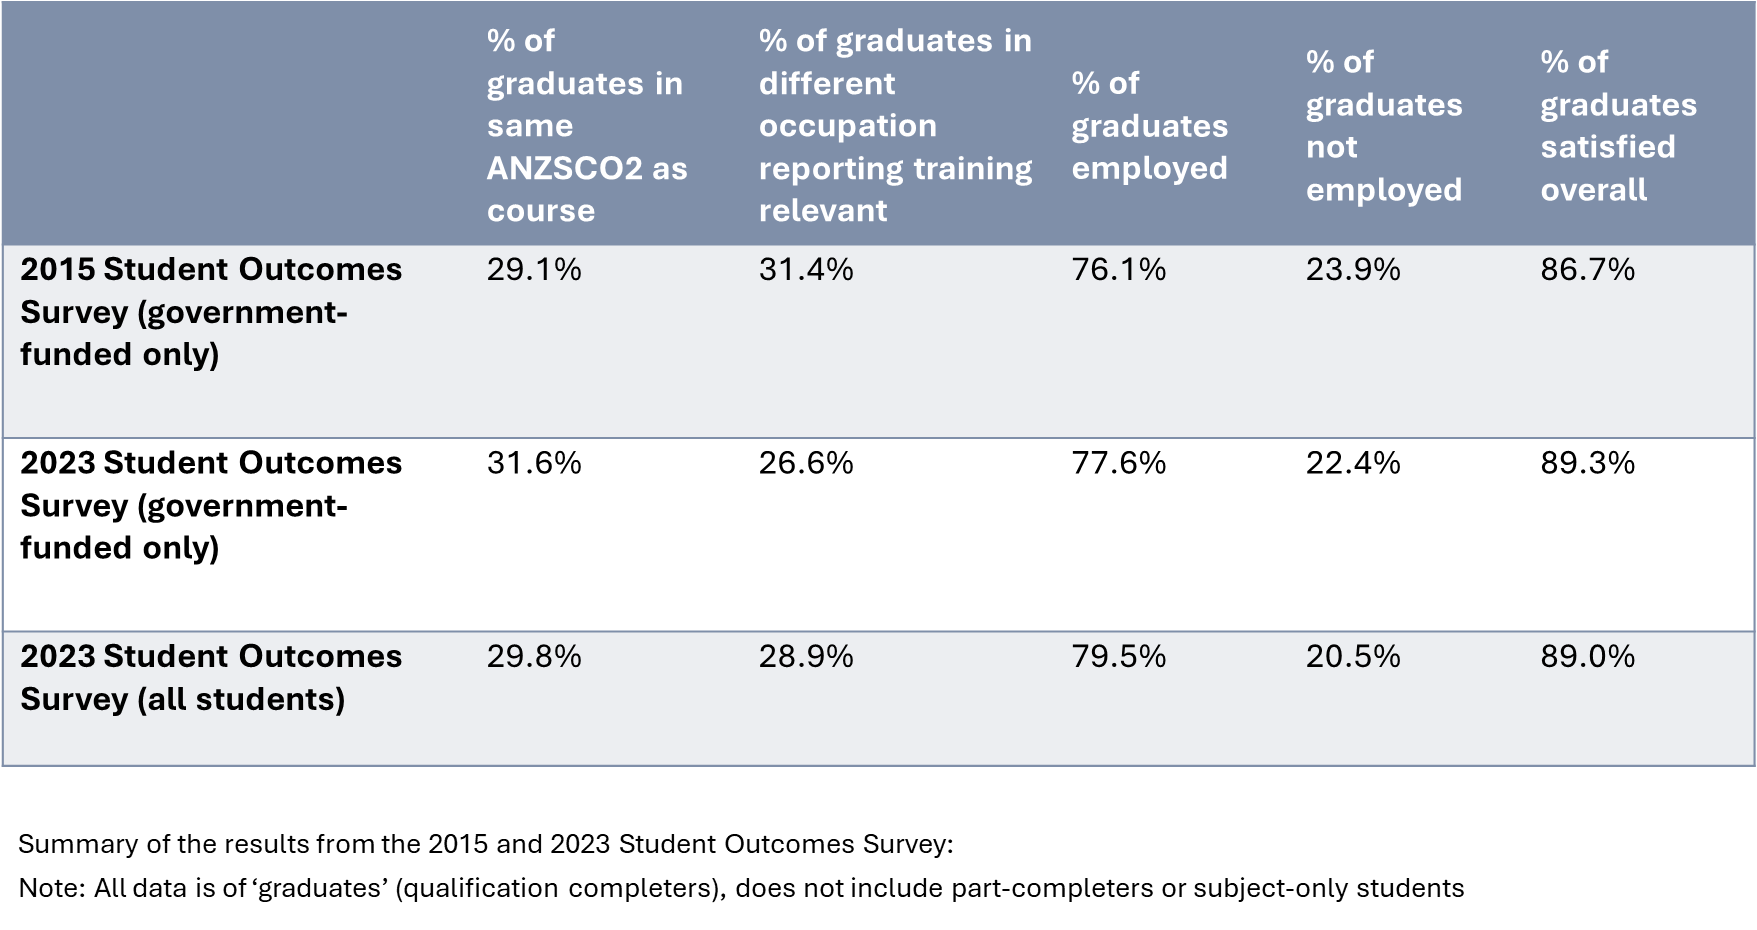 % of
graduates in
same
ANZSCO2 as
course
% of graduates in
different
occupation
reporting training
relevant
% of
graduates
employed
% of
graduates
not
employed
% of
graduates
satisfied
overall
2015 Student Outcomes
Survey (government-
funded only)
29.1%
31.4%
76.1%
23.9%
86.7%
2023 Student Outcomes
Survey (government-
funded only)
31.6%
26.6%
77.6%
22.4%
89.3%
2023 Student Outcomes
Survey (all students)
29.8%
28.9%
79.5%
20.5%
89.0%
Summary of the results from the 2015 and 2023 Student Outcomes Survey:
Note: All data is of ‘graduates’ (qualification completers), does not include part-completers or subject-only students